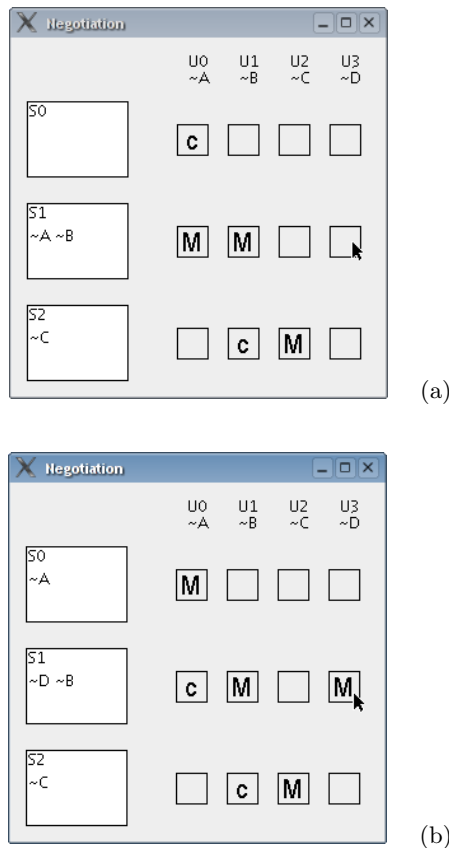 Negotiation
U0 U1 U2 U3
~A ~B ~C ~D
S0
c
S1
~A ~B
M M
S2
~C
c M
(a)
Negotiation
U0 U1 U2 U3
~A ~B ~C ~D
S0
~A
M
S1
~D ~B
c M M
S2
~C
c M
(b)